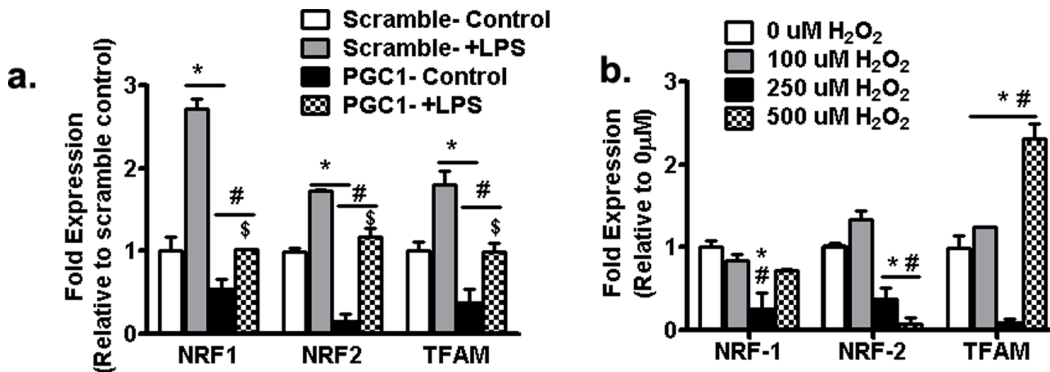 a.
Scramble- Control
Scramble- +LPS
PGC1- Control
PGC1- +LPS
Fold Expression
(Relative to scramble control)
3
2
1
0
*
#
$
*
#
$
*
#
$
NRF1
NRF2
TFAM
b.
0 uM H₂O₂
100 uM H₂O₂
250 uM H₂O₂
500 uM H₂O₂
Fold Expression
(Relative to 0µM)
3
2
1
0
*
#
* #
* #
NRF-1
NRF-2
TFAM